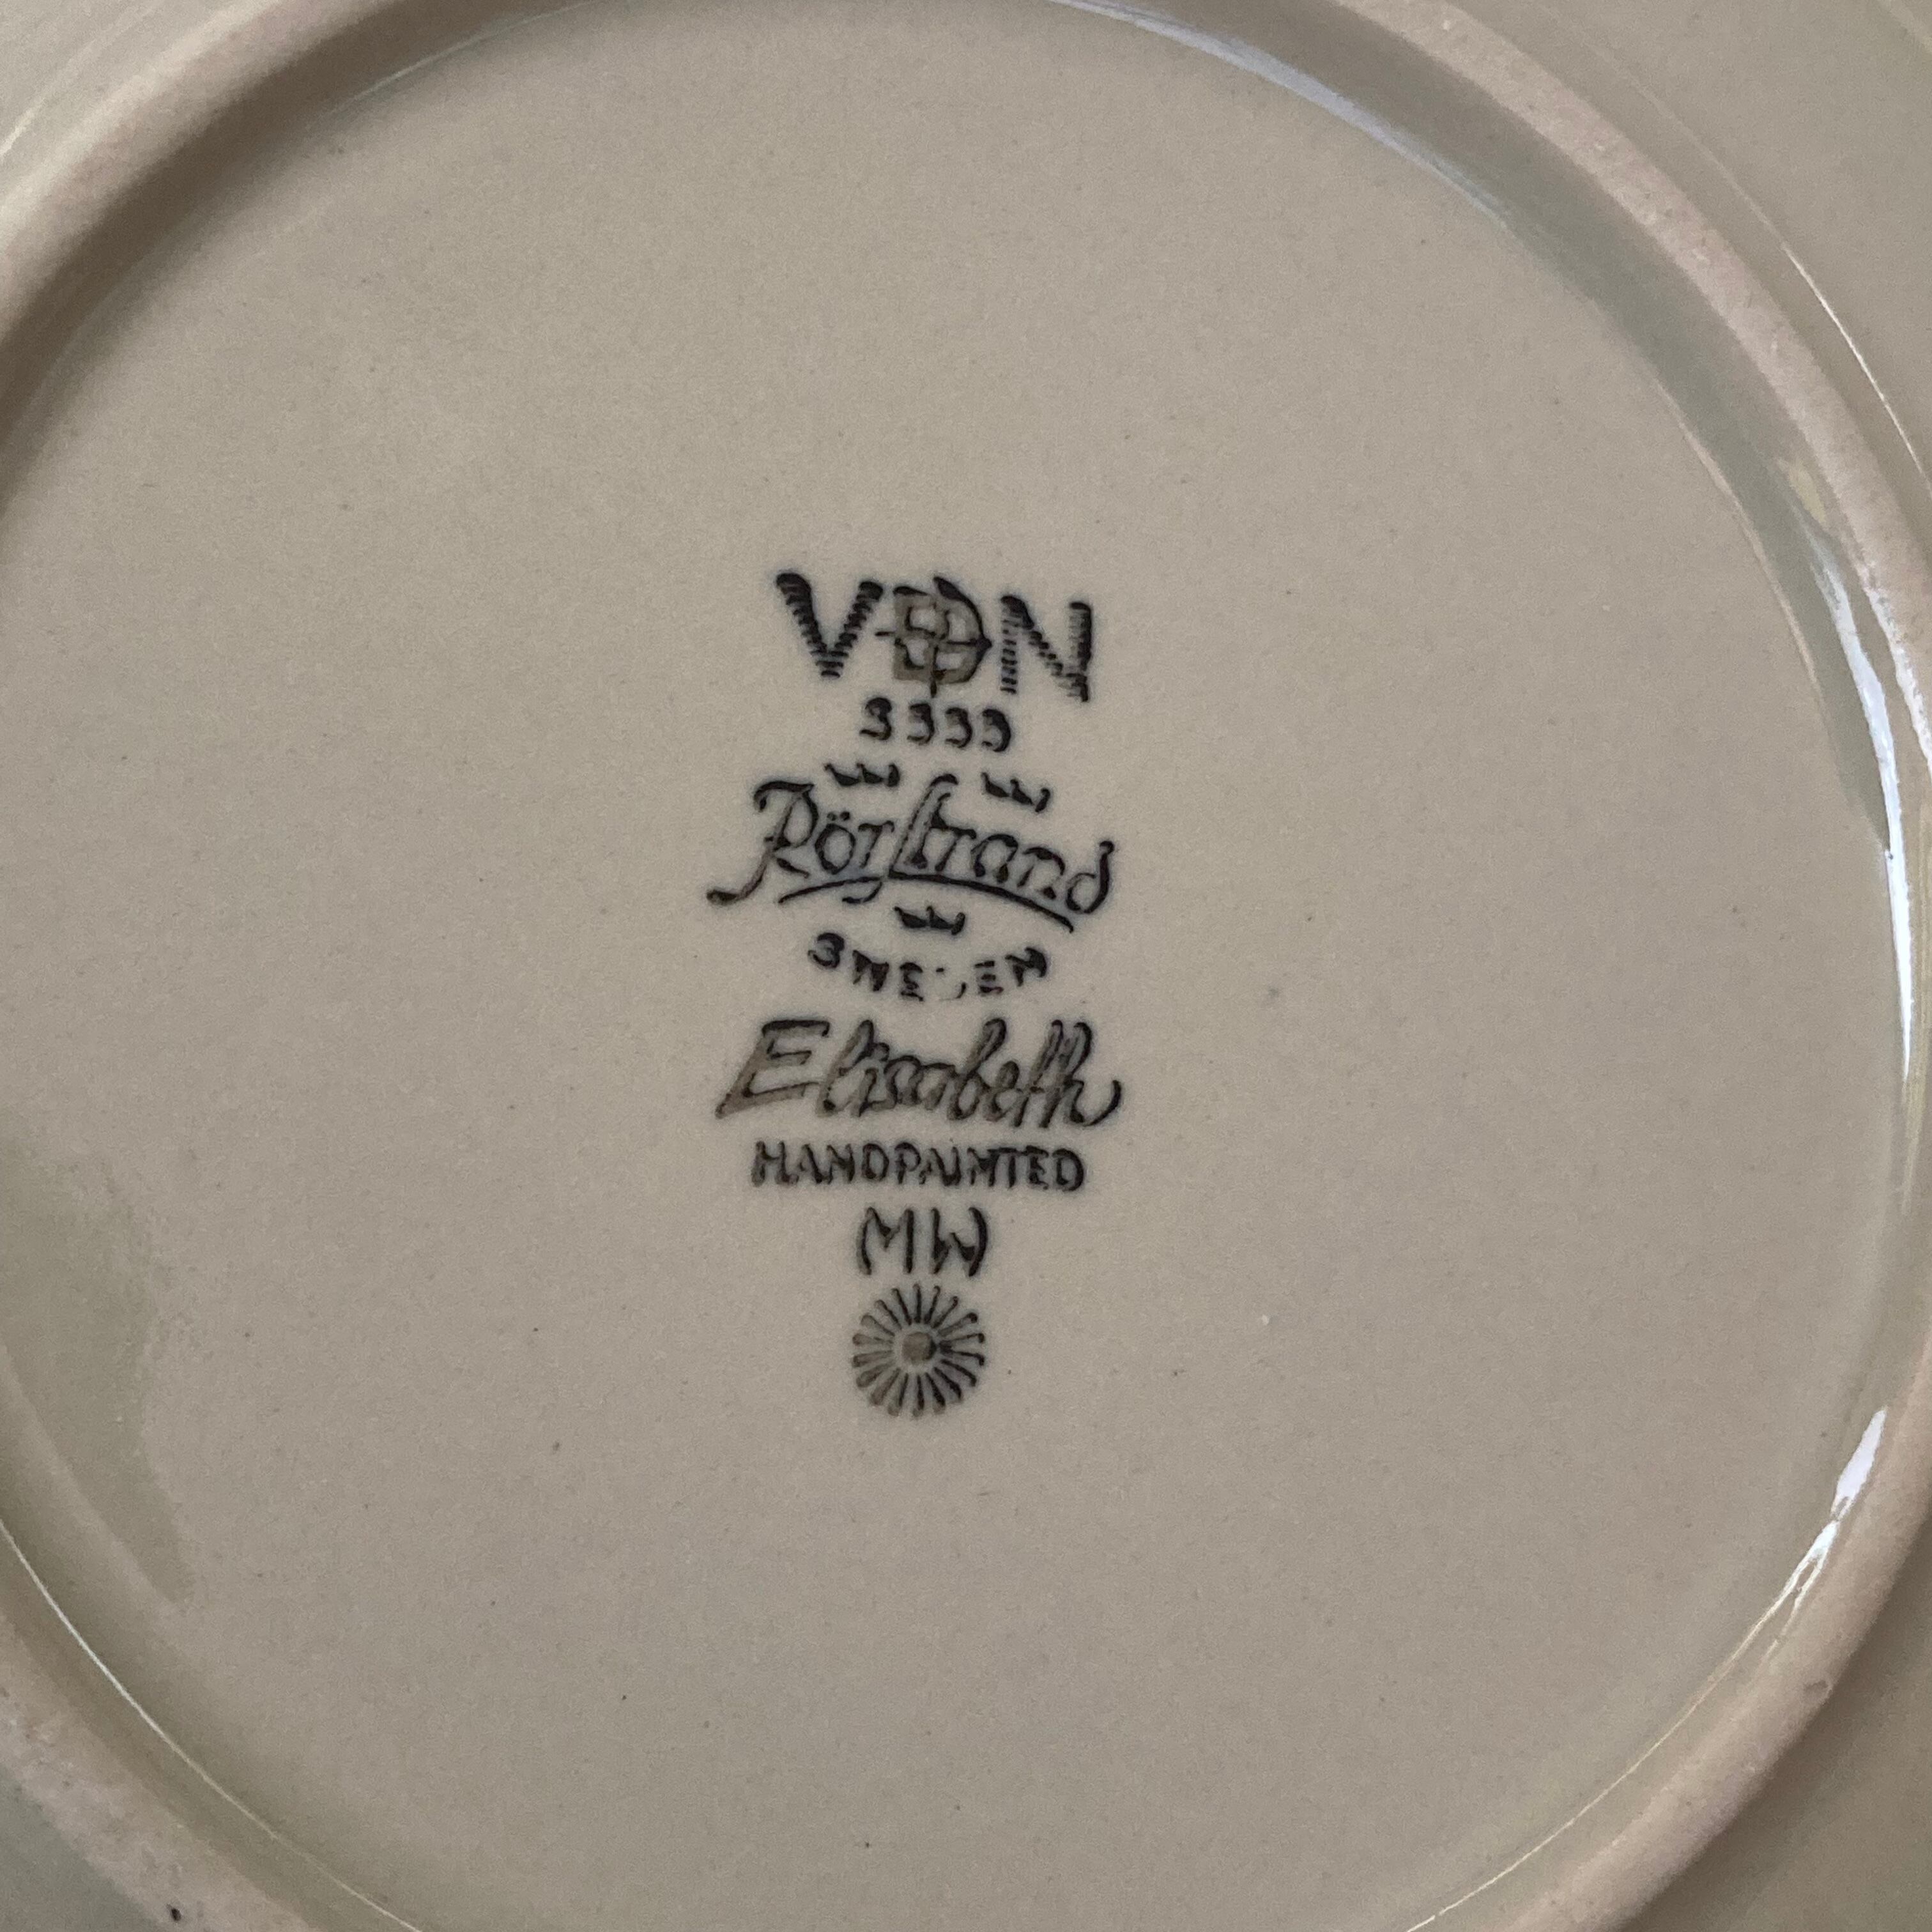 VDN
3333
Rörstrand
SWEDEN
Elisabeth
HANDPAINTED
MW